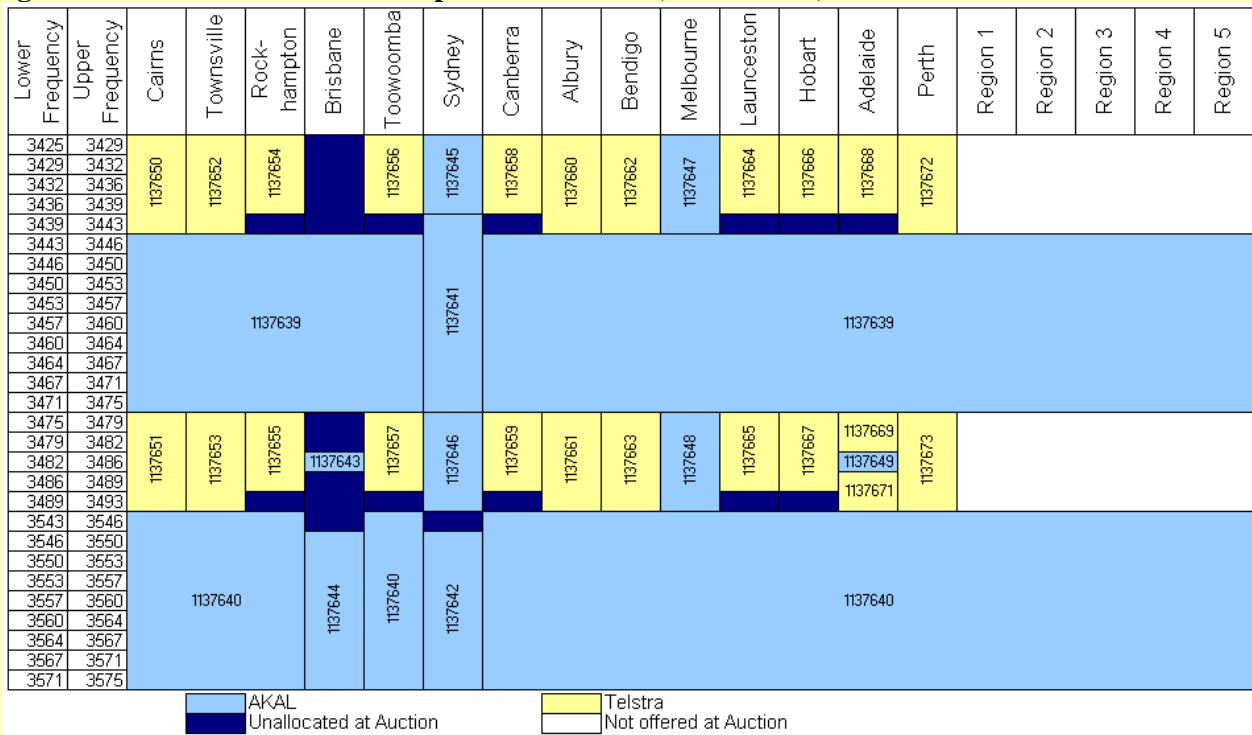 Lower Frequency
Upper Frequency
Cairns
Townsville
Rock-hampton
Brisbane
Toowoomba
Sydney
Canberra
Albury
Bendigo
Melbourne
Launceston
Hobart
Adelaide
Perth
Region 1
Region 2
Region 3
Region 4
Region 5
3425 3429
3429 3432
3432 3436
3436 3439
3439 3443
1137650
1137652
1137654
1137656
1137645
1137658
1137660
1137662
1137647
1137664
1137666
1137668
1137672
3443 3446
3446 3450
3450 3453
3453 3457
3457 3460
3460 3464
3464 3467
3467 3471
3471 3475
1137639
1137641
1137639
3475 3479
3479 3482
3482 3486
3486 3489
3489 3493
1137651
1137653
1137655
1137643
1137657
1137646
1137659
1137661
1137663
1137648
1137665
1137667
1137669
1137649
1137671
1137673
3543 3546
3546 3550
3550 3553
3553 3557
3557 3560
3560 3564
3564 3567
3567 3571
3571 3575
1137640
1137644
1137640
1137642
1137640
AKAL
Telstra
Unallocated at Auction
Not offered at Auction